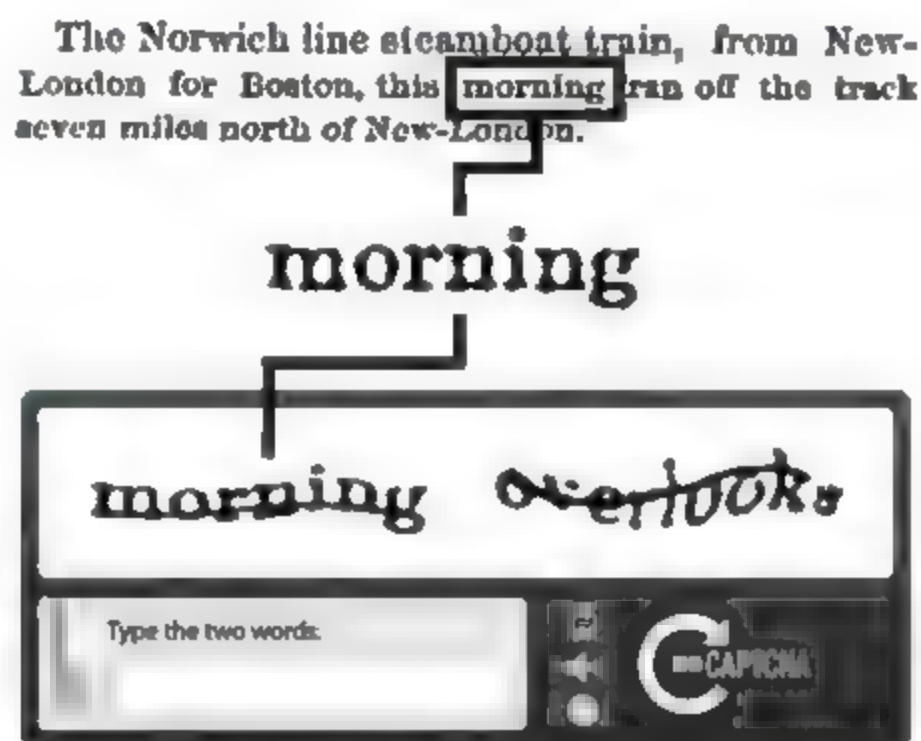 The Norwich line steamboat train, from New-
London for Boston, this morning ran off the track
seven miles north of New-London.
morning
morning overlooks
Type the two words:
reCAPTCHA